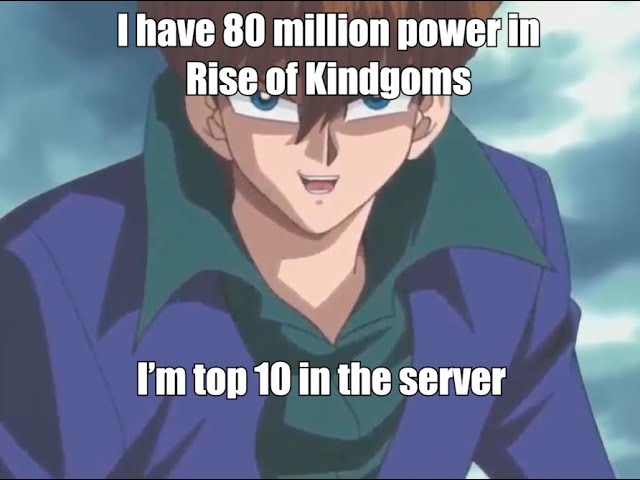 I have 80 million power in
Rise of Kindgoms
I'm top 10 in the server